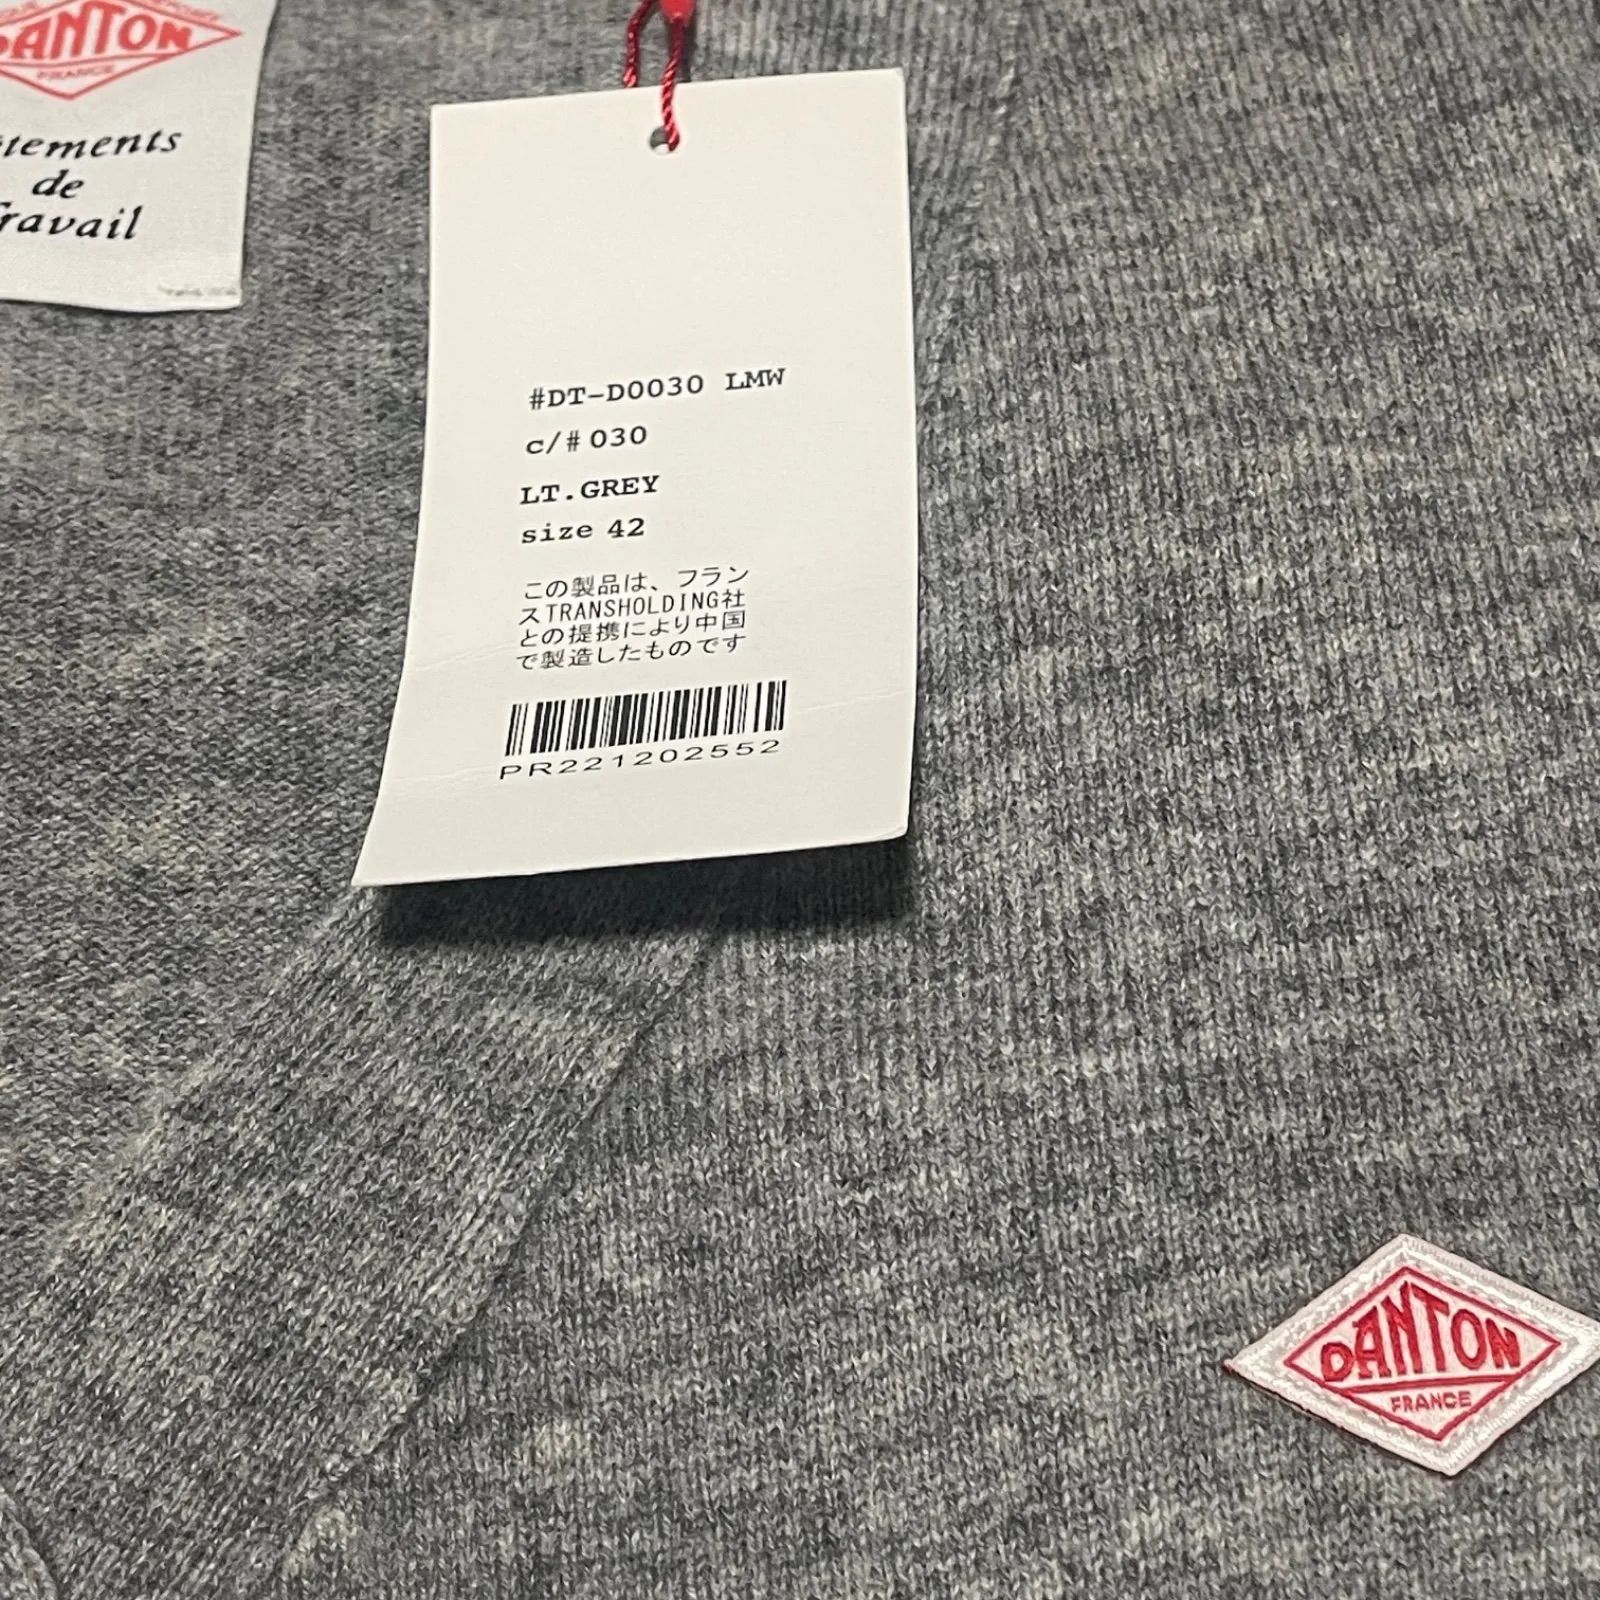 DANTON
FRANCE
de
#DT-D0030 LMW
c/# 030
LT.GREY
size 42
この製品は、フラン
スTRANSHOLDING社
との提携により中国
で製造したものです
PR221202552
DANTON
FRANCE